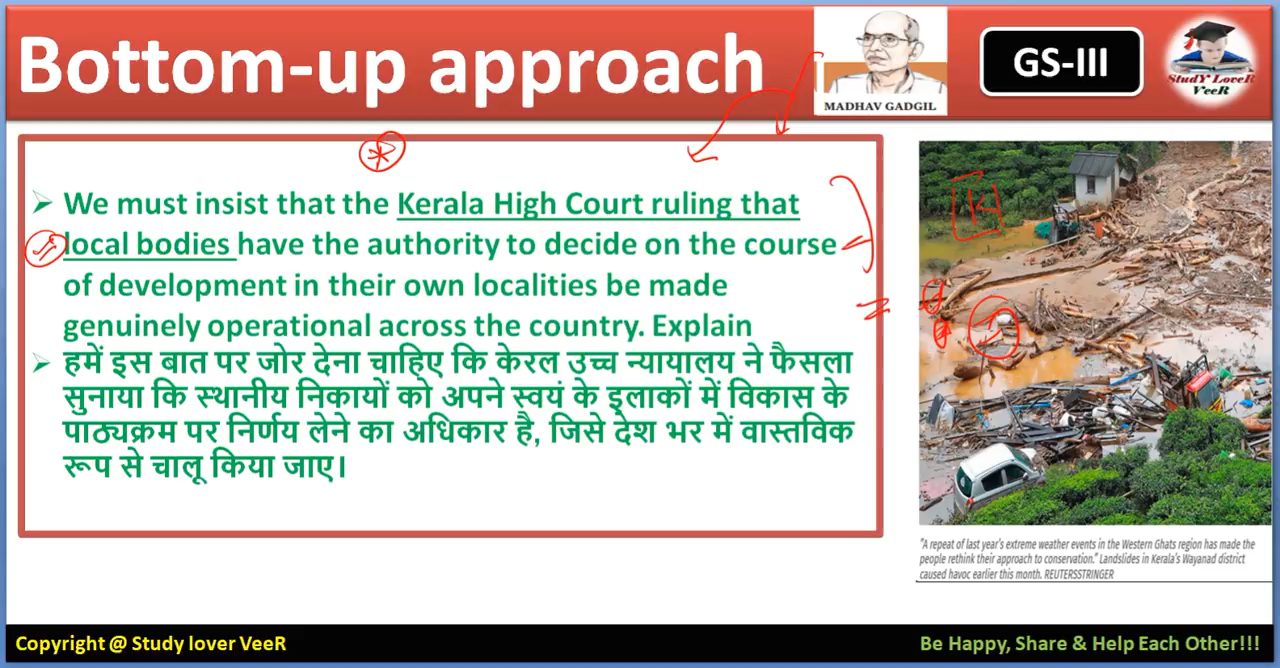 Bottom-up approach
MADHAV GADGIL
GS-III
StudY LoveR
VeeR
We must insist that the Kerala High Court ruling that
local bodies have the authority to decide on the course
of development in their own localities be made
genuinely operational across the country. Explain
हमें इस बात पर जोर देना चाहिए कि केरल उच्च न्यायालय ने फैसला
सुनाया कि स्थानीय निकायों को अपने स्वयं के इलाकों में विकास के
पाठ्यक्रम पर निर्णय लेने का अधिकार है, जिसे देश भर में वास्तविक
रूप से चालू किया जाए।
K
"A repeat of last year's extreme weather events in the Western Ghats region has made the
people rethink their approach to conservation." Landslides in Kerala's Wayanad district
caused havoc earlier this month. REUTERSSTRINGER
Copyright @ Study lover VeeR
Be Happy, Share & Help Each Other!!!